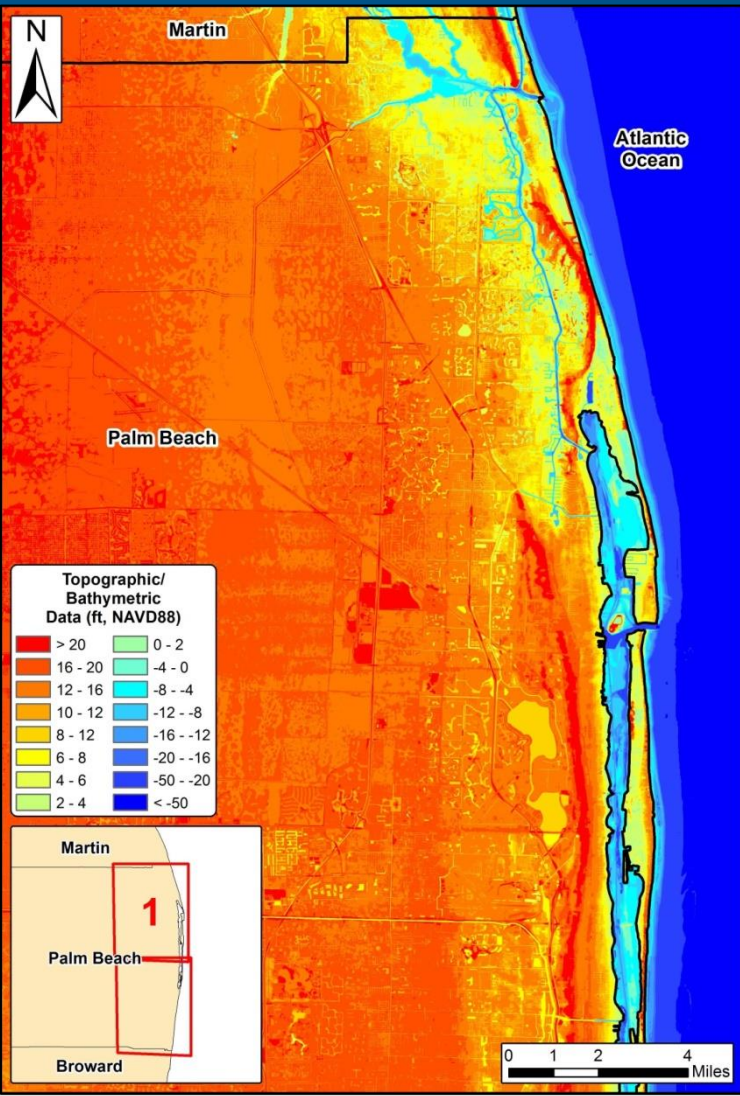 N
Martin
Atlantic
Ocean
Palm Beach
Topographic/
Bathymetric
Data (ft, NAVD88)
> 20
16 - 20
12 - 16
10 - 12
8 - 12
6 - 8
4 - 6
2 - 4
0 - 2
-4 - 0
-8 - -4
-12 - -8
-16 - -12
-20 - -16
-50 - -20
< -50
Martin
1
Palm Beach
Broward
0 1 2 4
Miles